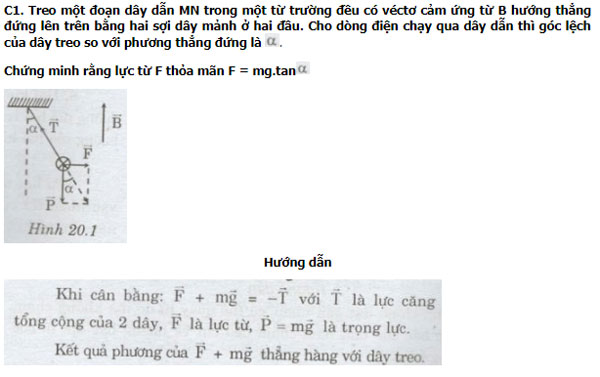 C1. Treo một đoạn dây dẫn MN trong một từ trường đều có véctơ cảm ứng từ B hướng thẳng
đứng lên trên bằng hai sợi dây mảnh ở hai đâu. Cho dòng điện chạy qua dây dẫn thì góc lệch
của dây treo so với phương thẳng đứng là α.
Chứng minh rằng lực từ F thỏa mãn F = mg.tanα
α T⃗ B⃗
F⃗
α
P⃗
Hình 20.1
Hướng dẫn
Khi cân bằng: F⃗ + mg⃗ = −T⃗ với T⃗ là lực căng
tổng cộng của 2 dây, F⃗ là lực từ, P⃗ = mg⃗ là trọng lực.
Kết quả phương của F⃗ + mg⃗ thẳng hàng với dây treo.